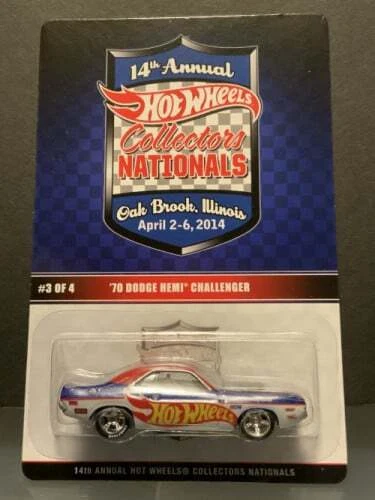 14th Annual
HOT WHEELS
Collectors
NATIONALS
Oak Brook, Illinois
April 2-6, 2014
#3 OF 4
'70 DODGE HEMI® CHALLENGER
HOT WHEELS
14th ANNUAL HOT WHEELS® COLLECTORS NATIONALS